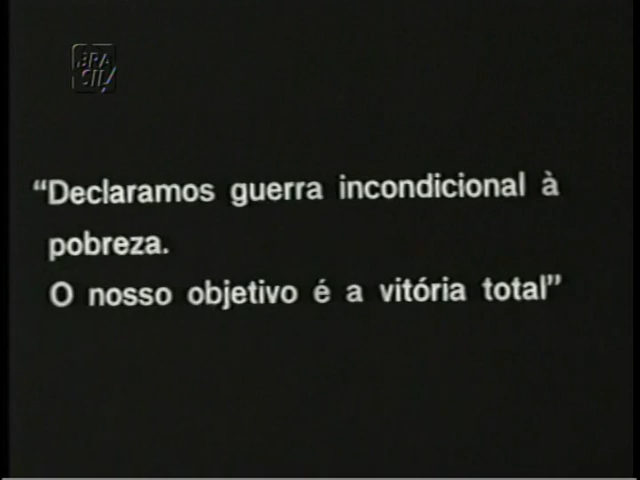 BRA
SIL
"Declaramos guerra incondicional à
pobreza.
O nosso objetivo é a vitória total"